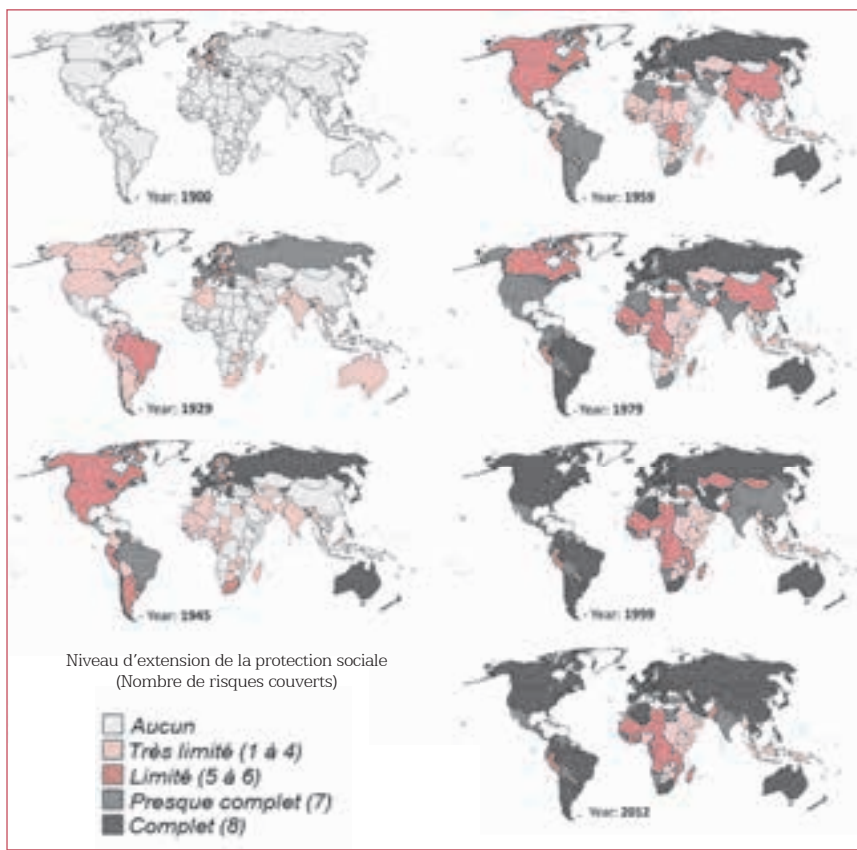 - Year: 1900
- Year: 1929
- Year: 1945
- Year: 1959
- Year: 1979
- Year: 1999
Year: 2012
Niveau d'extension de la protection sociale
(Nombre de risques couverts)
Aucun
Très limité (1 à 4)
Limité (5 à 6)
Presque complet (7)
Complet (8)